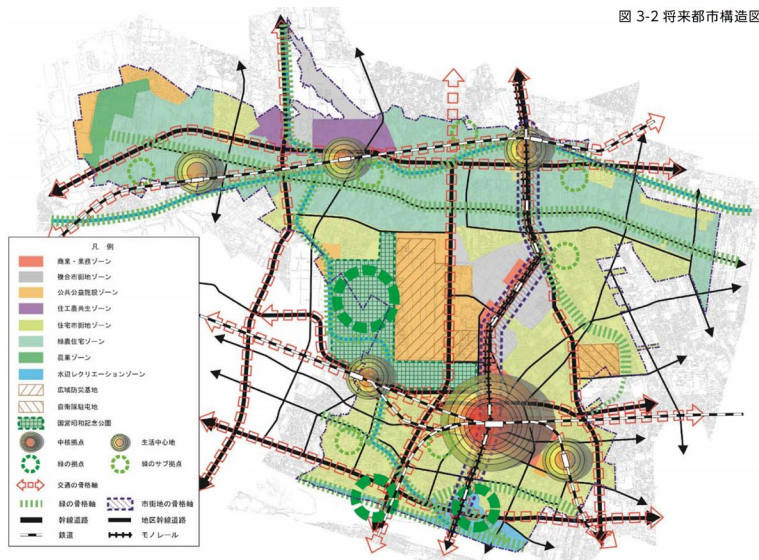 図 3-2 将来都市構造図
凡 例
商業・業務ゾーン
複合市街地ゾーン
公共公益施設ゾーン
住工農共生ゾーン
住宅市街地ゾーン
緑農住宅ゾーン
農業ゾーン
水辺レクリエーションゾーン
広域防災基地
自衛隊駐屯地
国営昭和記念公園
中核拠点 生活中心地
緑の拠点 緑のサブ拠点
交通の骨格軸
緑の骨格軸 市街地の骨格軸
幹線道路 地区幹線道路
鉄道 モノレール